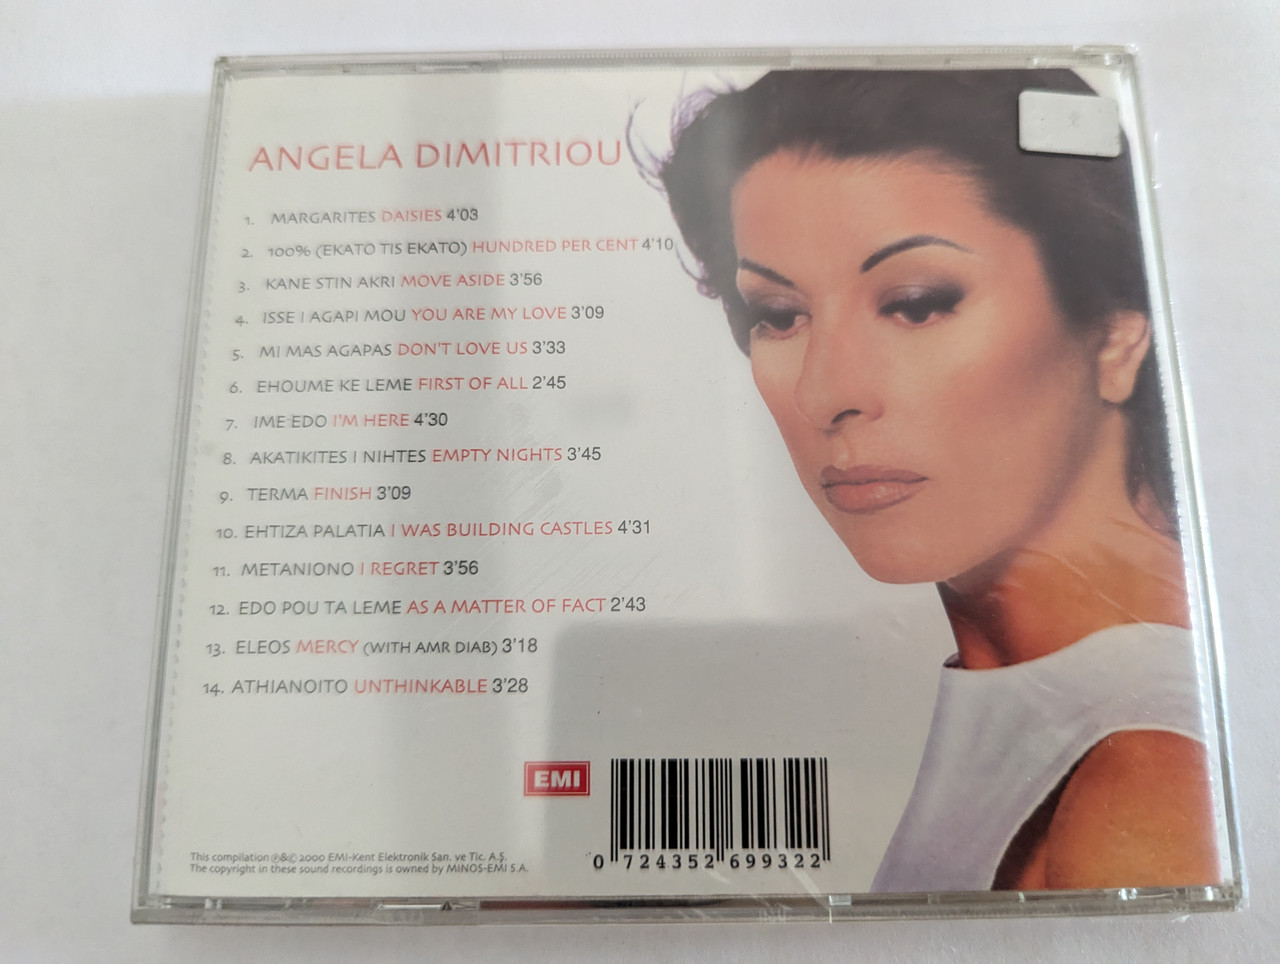 ANGELA DIMITRIOU
1. MARGARITES DAISIES 4'03
2. 100% (EKATO TIS EKATO) HUNDRED PER CENT 4'10
3. KANE STIN AKRI MOVE ASIDE 3'56
4. ISSE I AGAPI MOU YOU ARE MY LOVE 3'09
5. MI MAS AGAPAS DON'T LOVE US 3'33
6. EHOUME KE LEME FIRST OF ALL 2'45
7. IME EDO I'M HERE 4'30
8. AKATIKITES I NIHTES EMPTY NIGHTS 3'45
9. TERMA FINISH 3'09
10. EHTIZA PALATIA I WAS BUILDING CASTLES 4'31
11. METANIONO I REGRET 3'56
12. EDO POU TA LEME AS A MATTER OF FACT 2'43
13. ELEOS MERCY (WITH AMR DIAB) 3'18
14. ATHIANOITO UNTHINKABLE 3'28
EMI
0 724352 699322
This compilation ℗&© 2000 EMI-Kent Elektronik San. ve Tic. A.Ş.
The copyright in these sound recordings is owned by MINOS-EMI S.A.